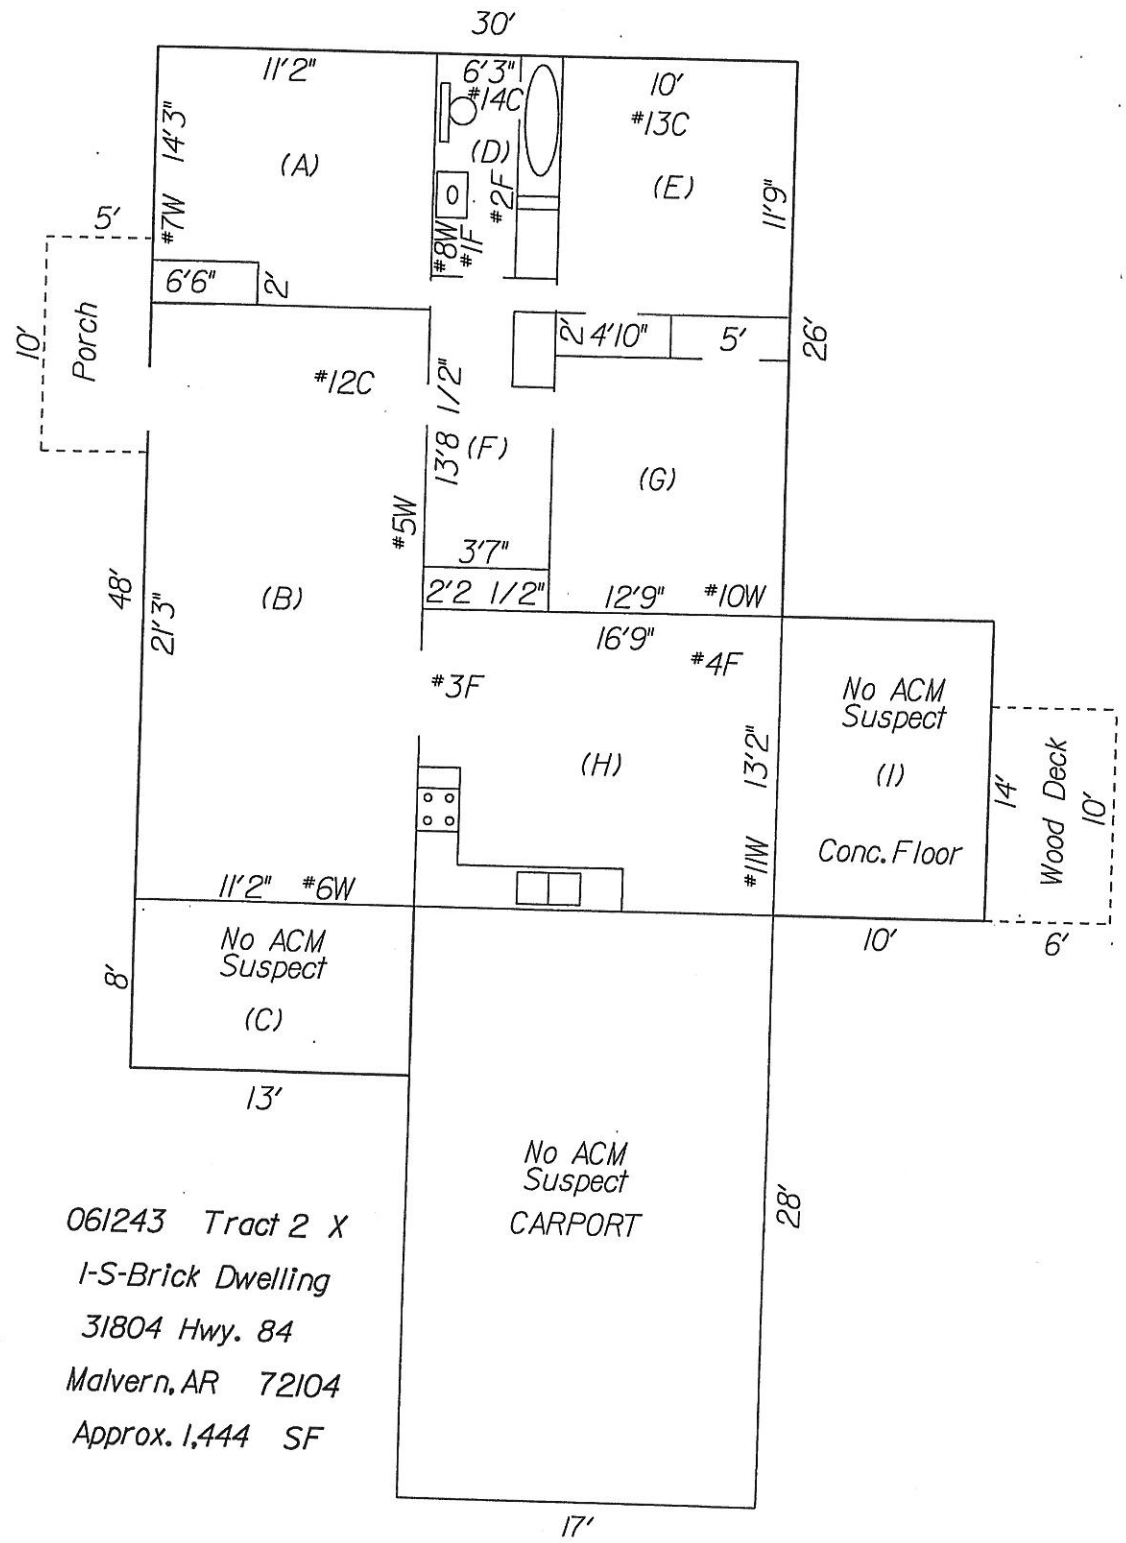 30'
11'2"
6'3"
#14C
10'
#13C
14'3"
(A)
(D)
(E)
#2F
11'9"
#7W
5'
#8W
#1F
6'6"
2'
Porch
10'
2'
4'10"
5'
26'
#12C
13'8 1/2"
(F)
(G)
#5W
3'7"
48'
21'3"
(B)
2'2 1/2"
12'9"
#10W
16'9"
#4F
#3F
No ACM
Suspect
(I)
Conc. Floor
(H)
13'2"
14'
Wood Deck
10'
#11W
11'2"
#6W
10'
6'
No ACM
Suspect
(C)
8'
13'
No ACM
Suspect
CARPORT
28'
17'
061243 Tract 2 X
1-S-Brick Dwelling
31804 Hwy. 84
Malvern, AR 72104
Approx. 1,444 SF